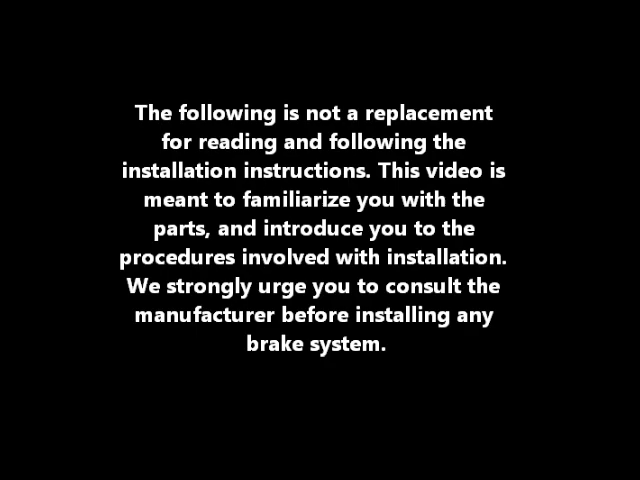 The following is not a replacement
for reading and following the
installation instructions. This video is
meant to familiarize you with the
parts, and introduce you to the
procedures involved with installation.
We strongly urge you to consult the
manufacturer before installing any
brake system.